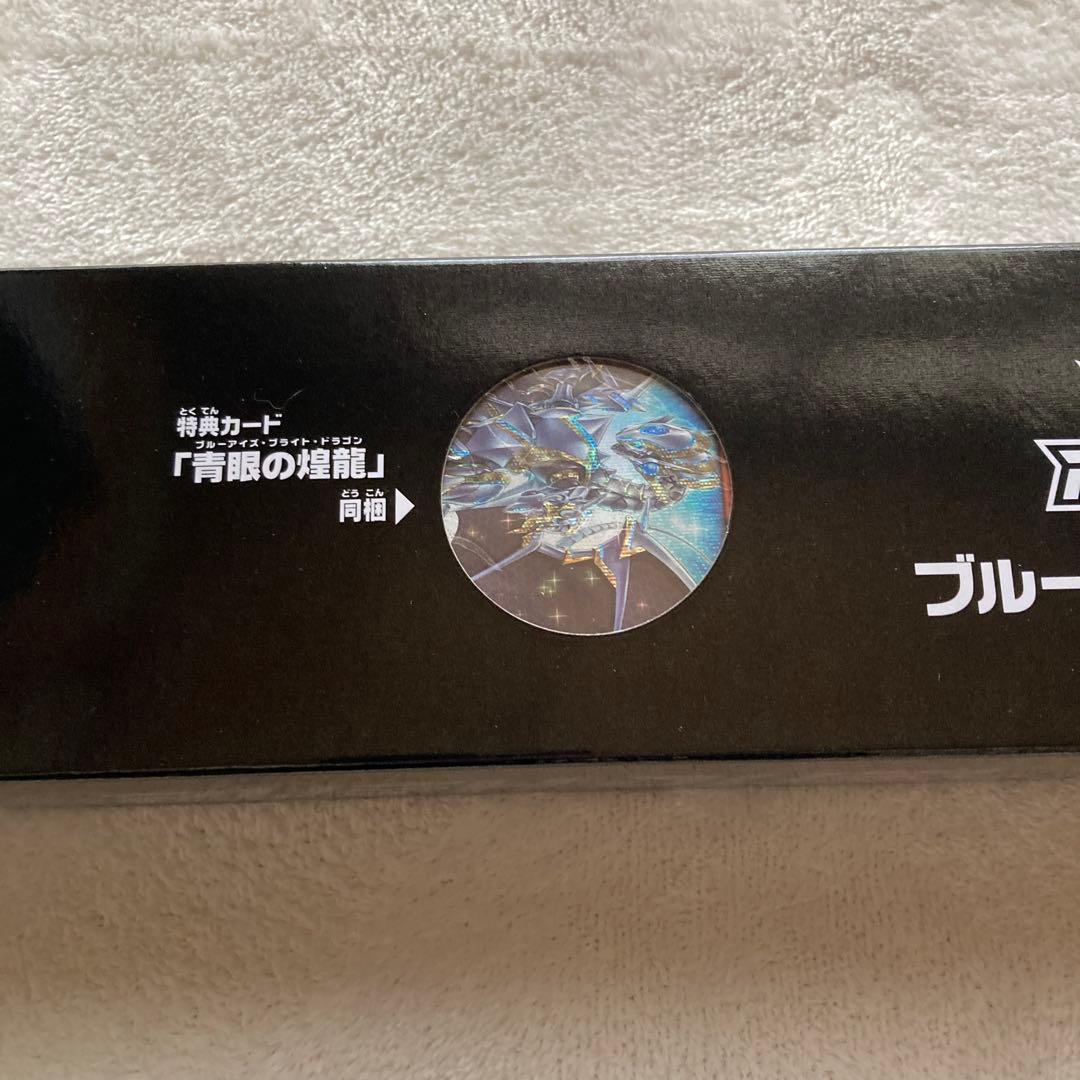 とくてん
特典カード
ブルーアイズ・ブライト・ドラゴン
「青眼の煌龍」
どうこん
同梱
ブルー